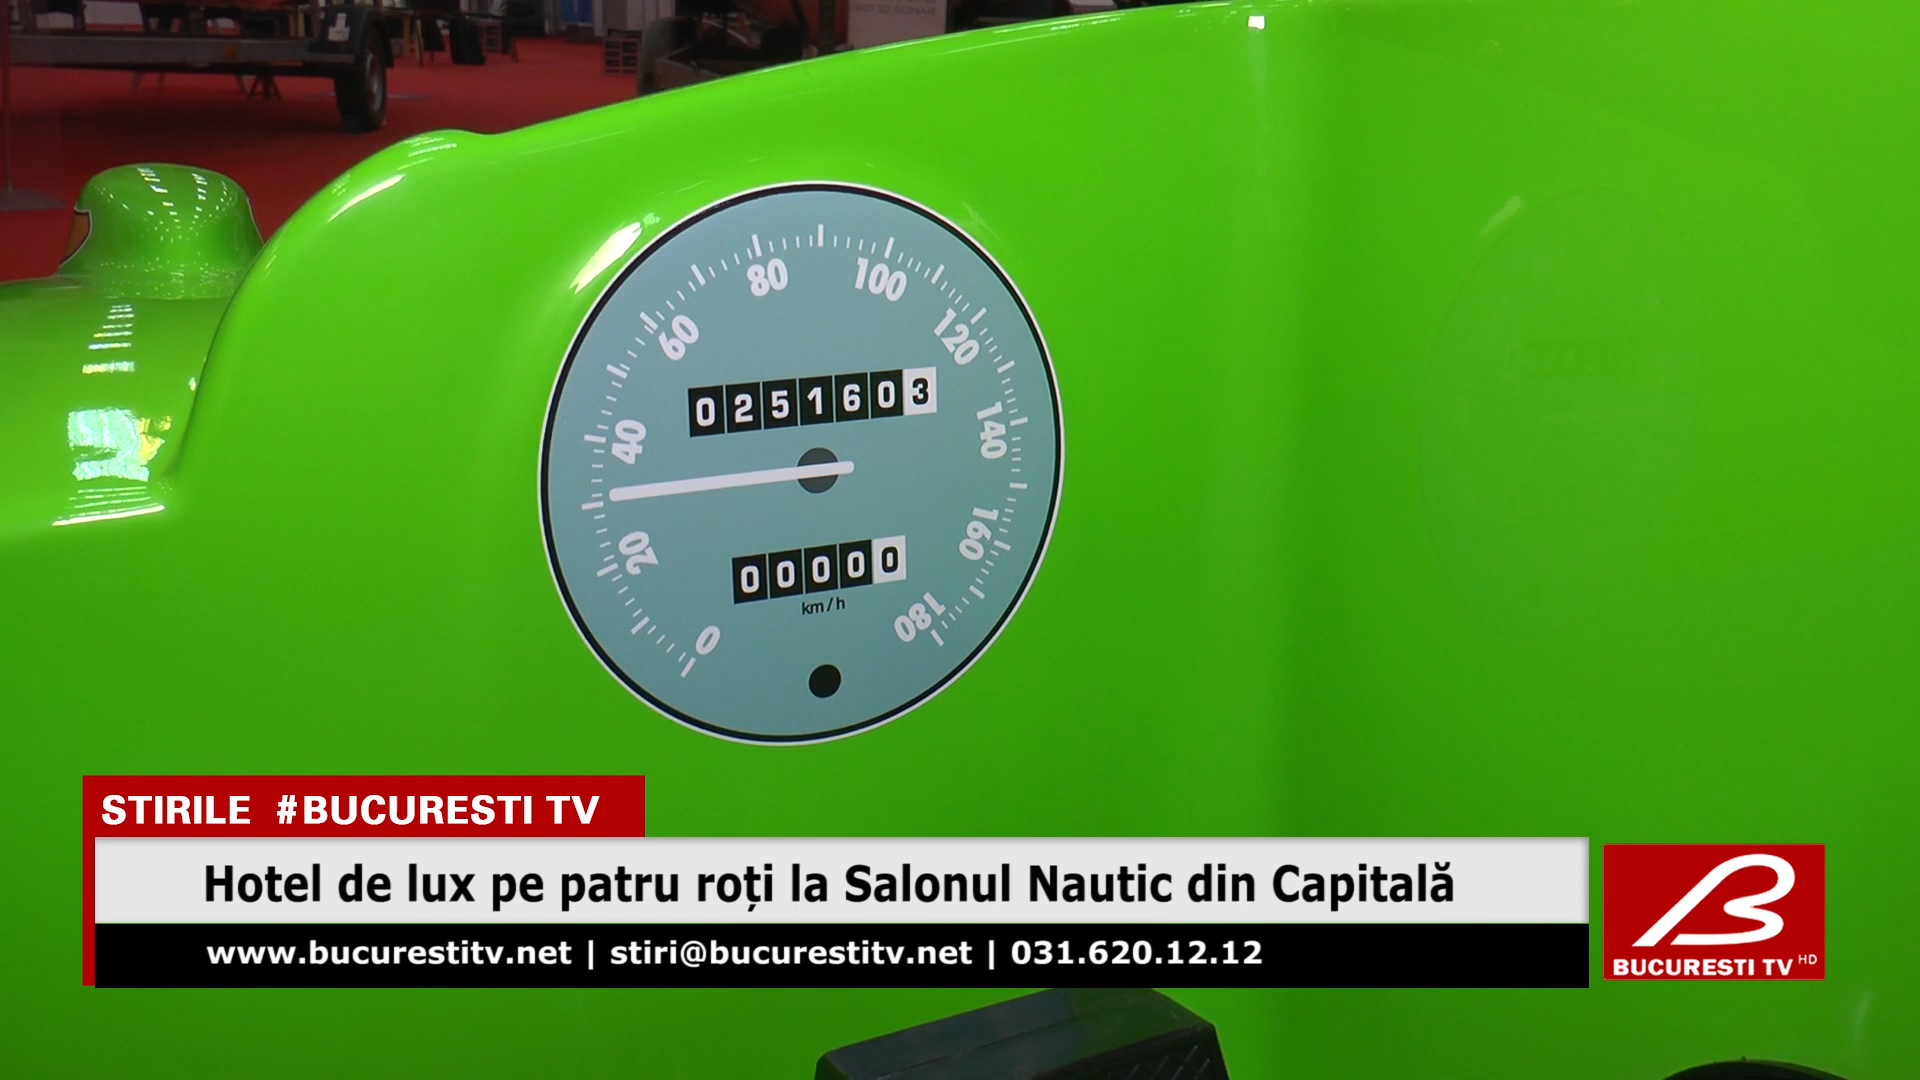 80
100
60
120
0251603
40
140
20
160
00000
km/h
0
180
STIRILE #BUCURESTI TV
Hotel de lux pe patru roți la Salonul Nautic din Capitală
www.bucurestitv.net | stiri@bucurestitv.net | 031.620.12.12
B
BUCURESTI TV HD